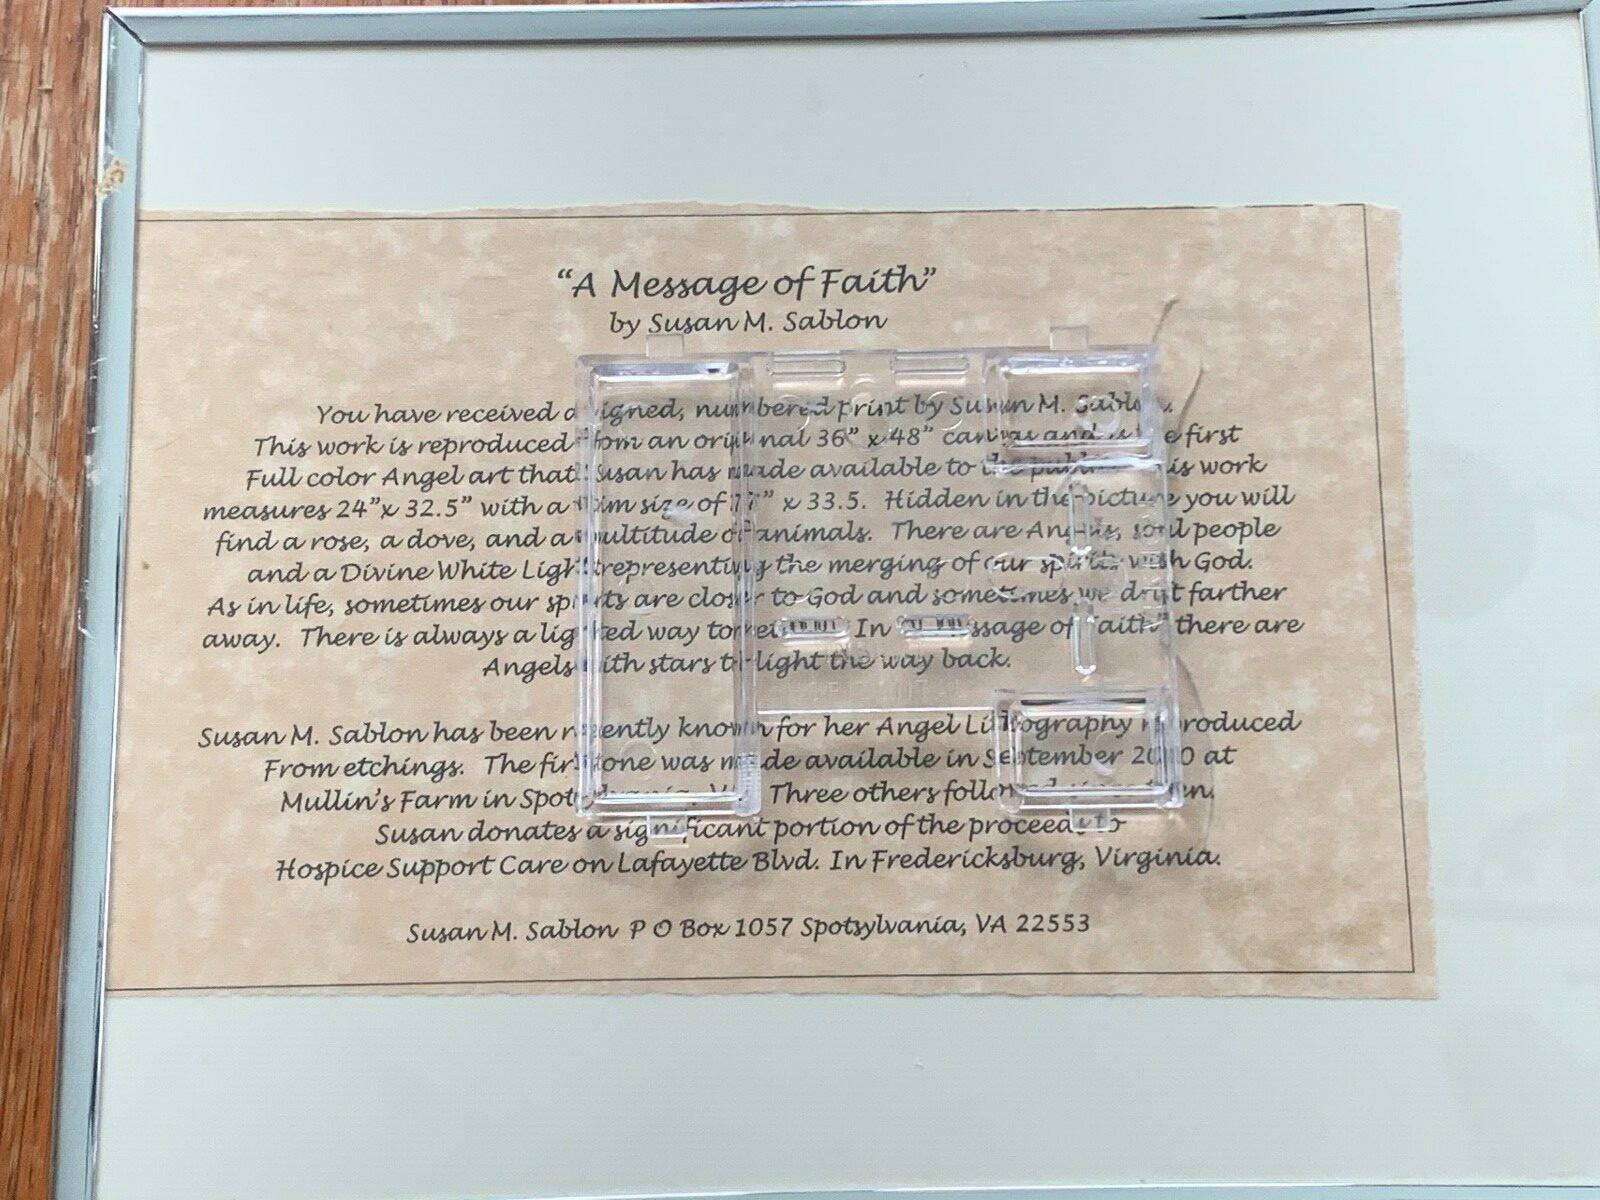 "A Message of Faith"
by Susan M. Sablon
You have received a signed, numbered print by Susan M. Sablon.
This work is reproduced from an original 36" x 48" canvas and is the first
Full color Angel art that Susan has made available to the public. This work
measures 24"x 32.5" with a trim size of x 33.5. Hidden in the picture you will
find a rose, a dove, and a multitude of animals. There are Angels, soul people
and a Divine White Light representing the merging of our spirits with God.
As in life, sometimes our spirits are closer to God and sometimes we drift farther
away. There is always a lighted way to In Message of Faith" there are
Angels with stars to light the way back.
Susan M. Sablon has been recently known for her Angel Lithography reproduced
From etchings. The first one was made available in September at
Mullin's Farm in Spotsylvania, VA. Three others followed since then.
Susan donates a significant portion of the proceeds to
Hospice Support Care on Lafayette Blvd. In Fredericksburg, Virginia.
Susan M. Sablon P O Box 1057 Spotsylvania, VA 22553